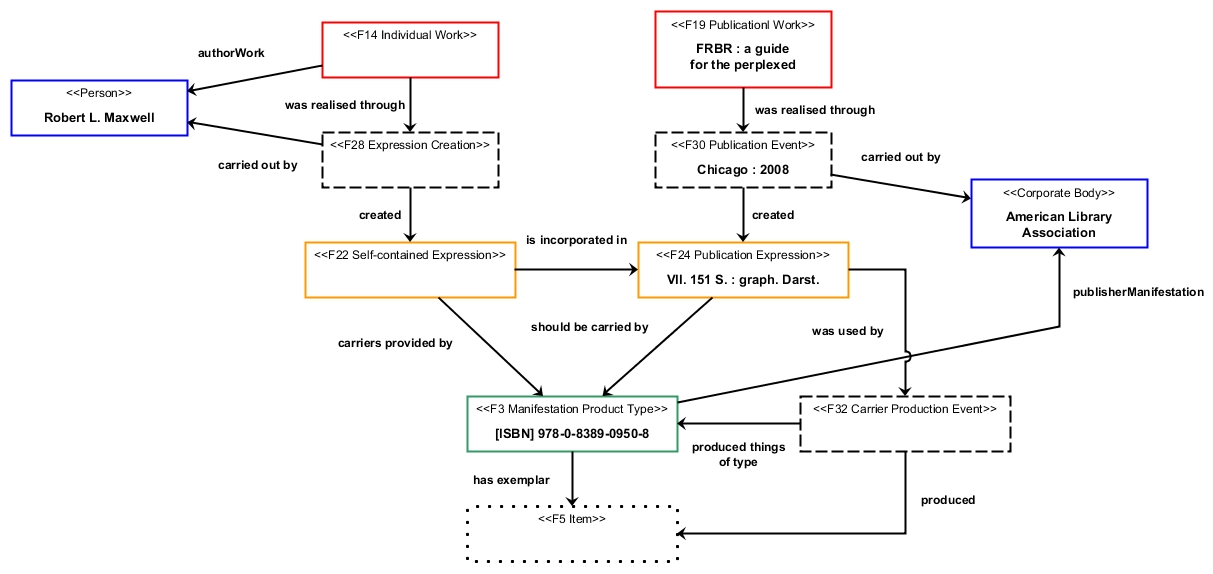 <<F14 Individual Work>>
<<F19 Publicationl Work>>
FRBR : a guide
for the perplexed
authorWork
<<Person>>
Robert L. Maxwell
was realised through
was realised through
<<F28 Expression Creation>>
<<F30 Publication Event>>
Chicago : 2008
carried out by
carried out by
<<Corporate Body>>
American Library
Association
created
created
is incorporated in
<<F22 Self-contained Expression>>
<<F24 Publication Expression>>
VII. 151 S. : graph. Darst.
publisherManifestation
carriers provided by
should be carried by
was used by
<<F3 Manifestation Product Type>>
[ISBN] 978-0-8389-0950-8
<<F32 Carrier Production Event>>
produced things
of type
has exemplar
produced
<<F5 Item>>